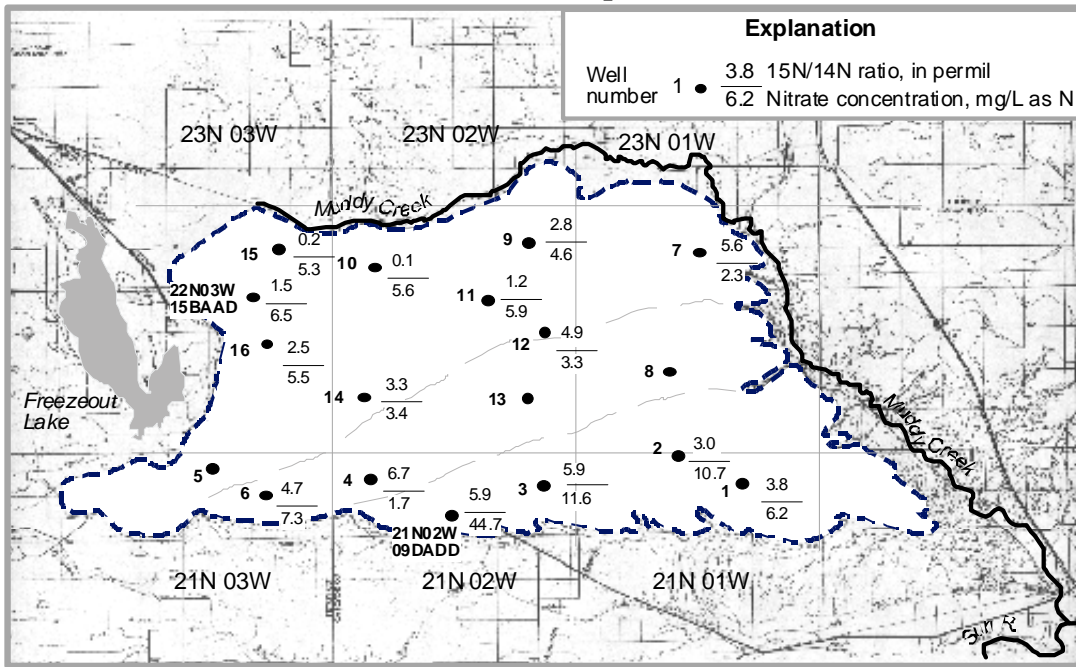 Explanation
Well number 1 3.8 15N/14N ratio, in permil
6.2 Nitrate concentration, mg/L as N
23N 03W 23N 02W 23N 01W
Muddy Creek
15 0.2 5.3
10 0.1 5.6
9 2.8 4.6
7 5.6 2.3
22N03W
15BAAD
1.5 6.5
11 1.2 5.9
12 4.9 3.3
16 2.5 5.5
8
14 3.3 3.4
13
Freezeout
Lake
Muddy Creek
2 3.0 10.7
5
6 4.7 7.3
4 6.7 1.7
3 5.9 11.6
1 3.8 6.2
5.9 44.7
21N02W
09DADD
21N 03W 21N 02W 21N 01W
Sun R